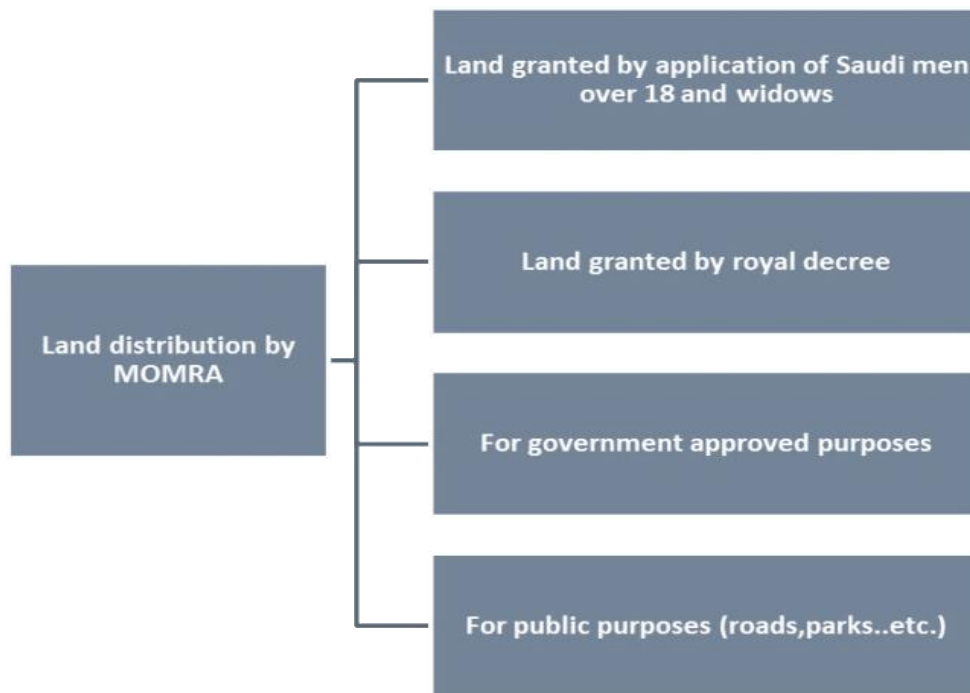 Land granted by application of Saudi men
over 18 and widows
Land granted by royal decree
Land distribution by
MOMRA
For government approved purposes
For public purposes (roads,parks..etc.)